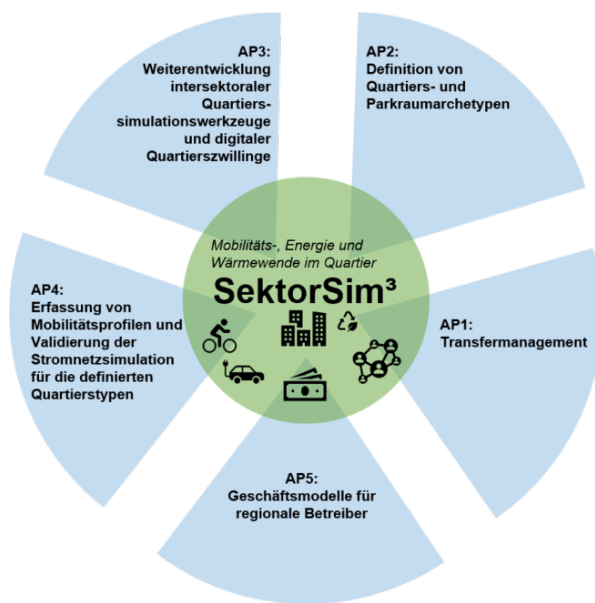 AP3:
Weiterentwicklung
intersektoraler
Quartiers-
simulationswerkzeuge
und digitaler
Quartierszwillinge
AP2:
Definition von
Quartiers- und
Parkraumarchetypen
Mobilitäts-, Energie und
Wärmewende im Quartier
SektorSim³
AP4:
Erfassung von
Mobilitätsprofilen und
Validierung der
Stromnetzsimulation
für die definierten
Quartierstypen
AP1:
Transfermanagement
AP5:
Geschäftsmodelle für
regionale Betreiber